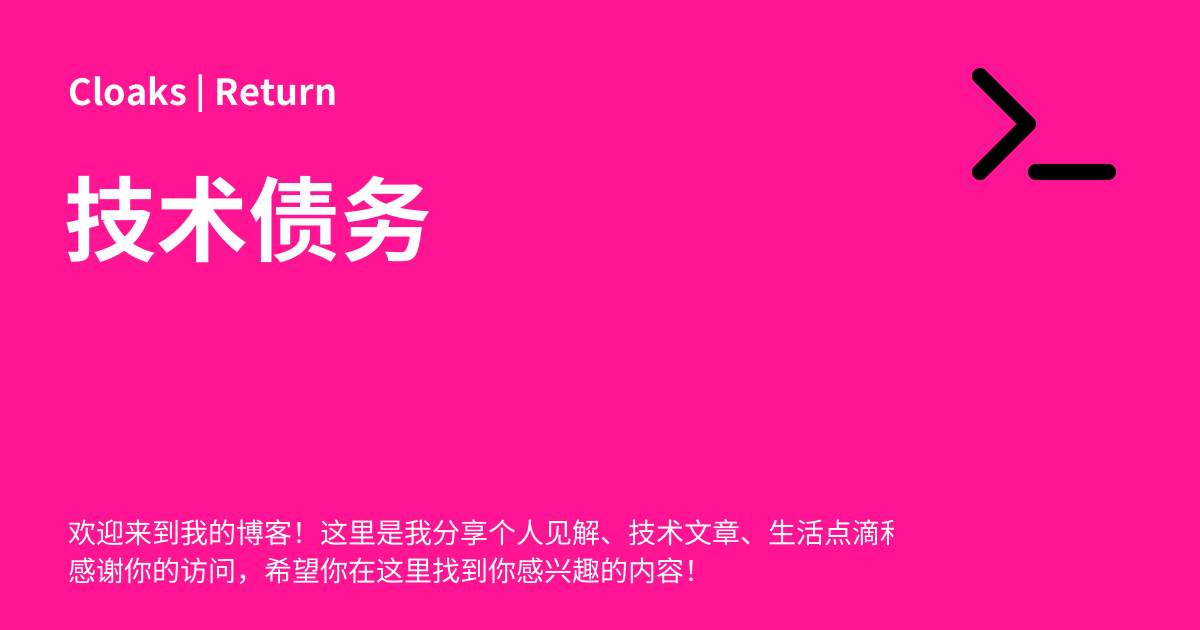 Cloaks | Return
技术债务
欢迎来到我的博客！这里是我分享个人见解、技术文章、生活点滴
感谢你的访问，希望你在这里找到你感兴趣的内容！